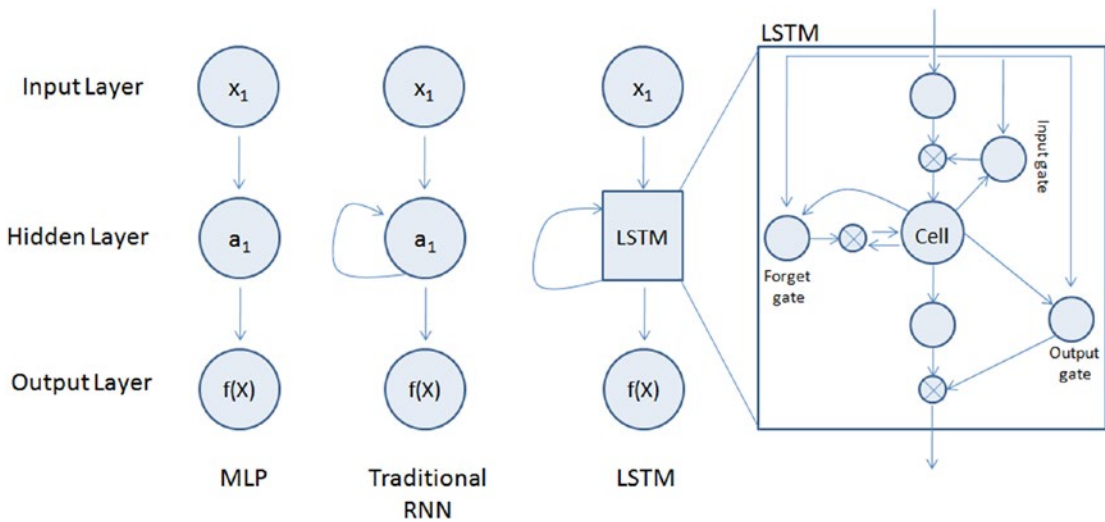 LSTM
Input Layer
x₁
x₁
x₁
Input gate
Hidden Layer
a₁
a₁
LSTM
Cell
Forget
gate
Output Layer
f(X)
f(X)
f(X)
Output
gate
MLP
Traditional
RNN
LSTM